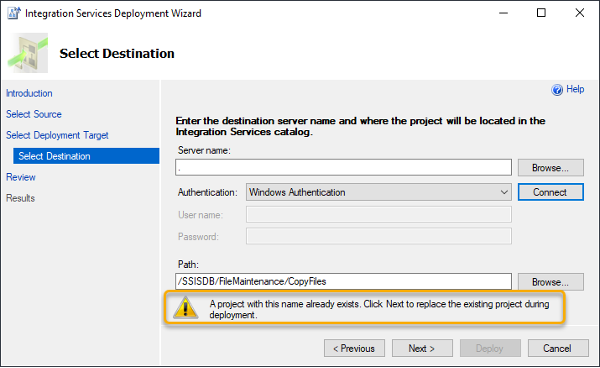 Integration Services Deployment Wizard
Select Destination
Introduction
Select Source
Select Deployment Target
Select Destination
Review
Results
Help
Enter the destination server name and where the project will be located in the
Integration Services catalog.
Server name:
.
Browse...
Authentication:
Windows Authentication
Connect
User name:
Password:
Path:
/SSISDB/FileMaintenance/CopyFiles
Browse...
A project with this name already exists. Click Next to replace the existing project during
deployment.
< Previous
Next >
Deploy
Cancel